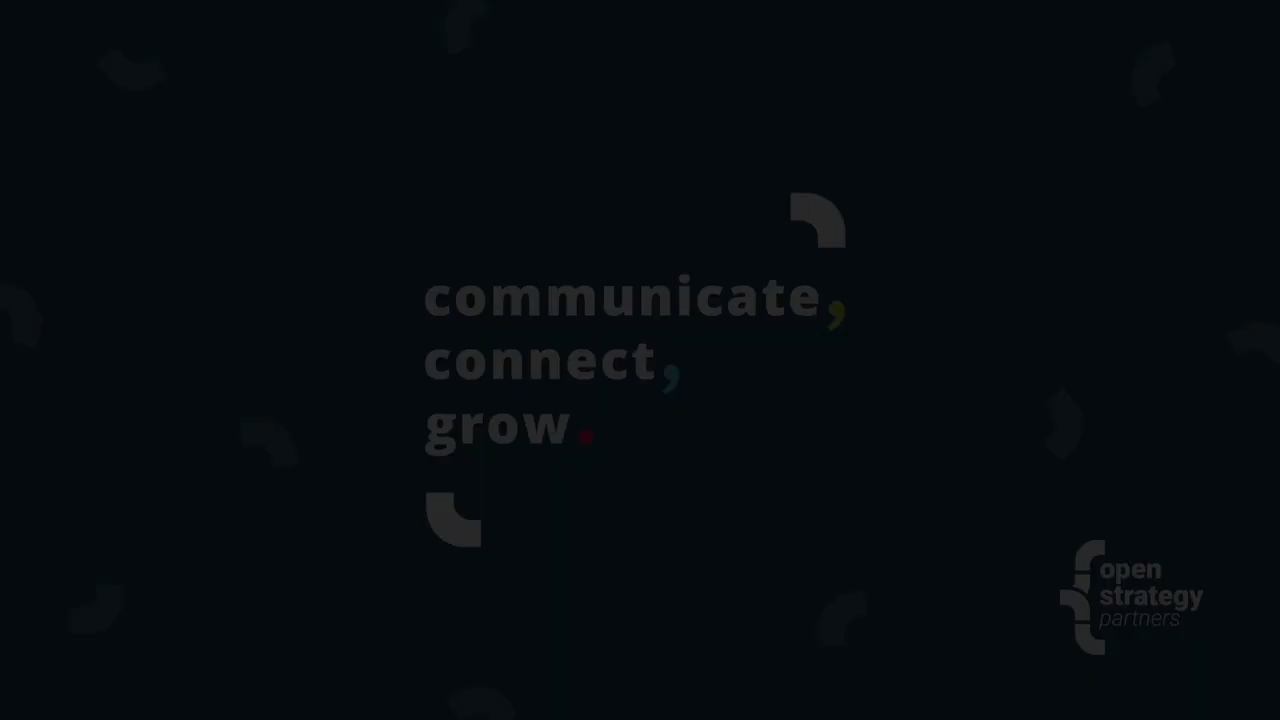 communicate,
connect,
grow.
open
strategy
partners